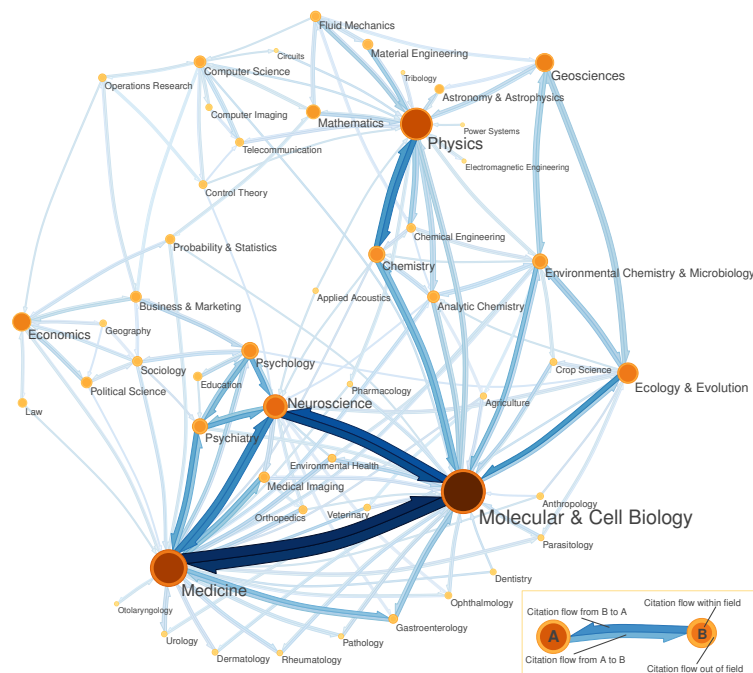 Fluid Mechanics
Material Engineering
Circuits
Computer Science
Geosciences
Tribology
Operations Research
Astronomy & Astrophysics
Computer Imaging
Mathematics
Power Systems
Physics
Telecommunication
Electromagnetic Engineering
Control Theory
Chemical Engineering
Probability & Statistics
Chemistry
Environmental Chemistry & Microbiology
Applied Acoustics
Analytic Chemistry
Business & Marketing
Geography
Economics
Psychology
Sociology
Crop Science
Education
Political Science
Pharmacology
Ecology & Evolution
Law
Neuroscience
Agriculture
Psychiatry
Environmental Health
Medical Imaging
Anthropology
Orthopedics
Veterinary
Molecular & Cell Biology
Parasitology
Medicine
Dentistry
Ophthalmology
Otolaryngology
Gastroenterology
Urology
Pathology
Dermatology
Rheumatology
Citation flow from B to A
Citation flow within field
A
B
Citation flow from A to B
Citation flow out of field